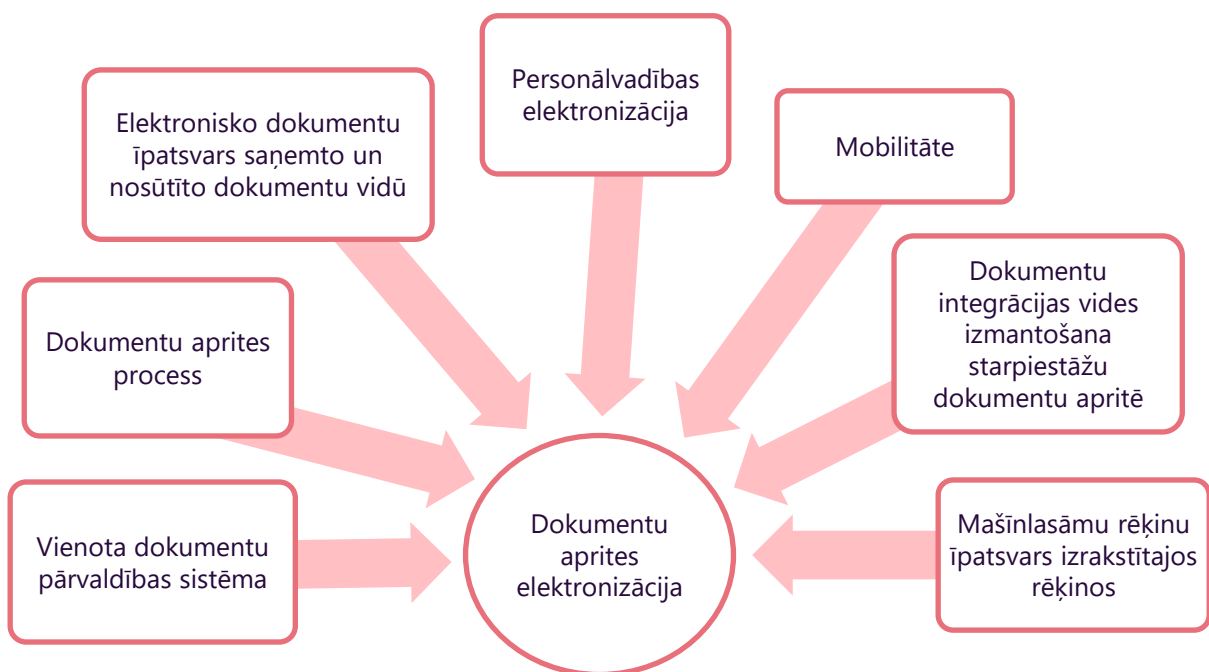 Personālvadības
elektronizācija
Elektronisko dokumentu
īpatsvars saņemto un
nosūtīto dokumentu vidū
Mobilitāte
Dokumentu aprites
process
Dokumentu
integrācijas vides
izmantošana
starpiestāžu
dokumentu apritē
Vienota dokumentu
pārvaldības sistēma
Dokumentu
aprites
elektronizācija
Mašīnlasāmu rēķinu
īpatsvars izrakstītajos
rēķinos